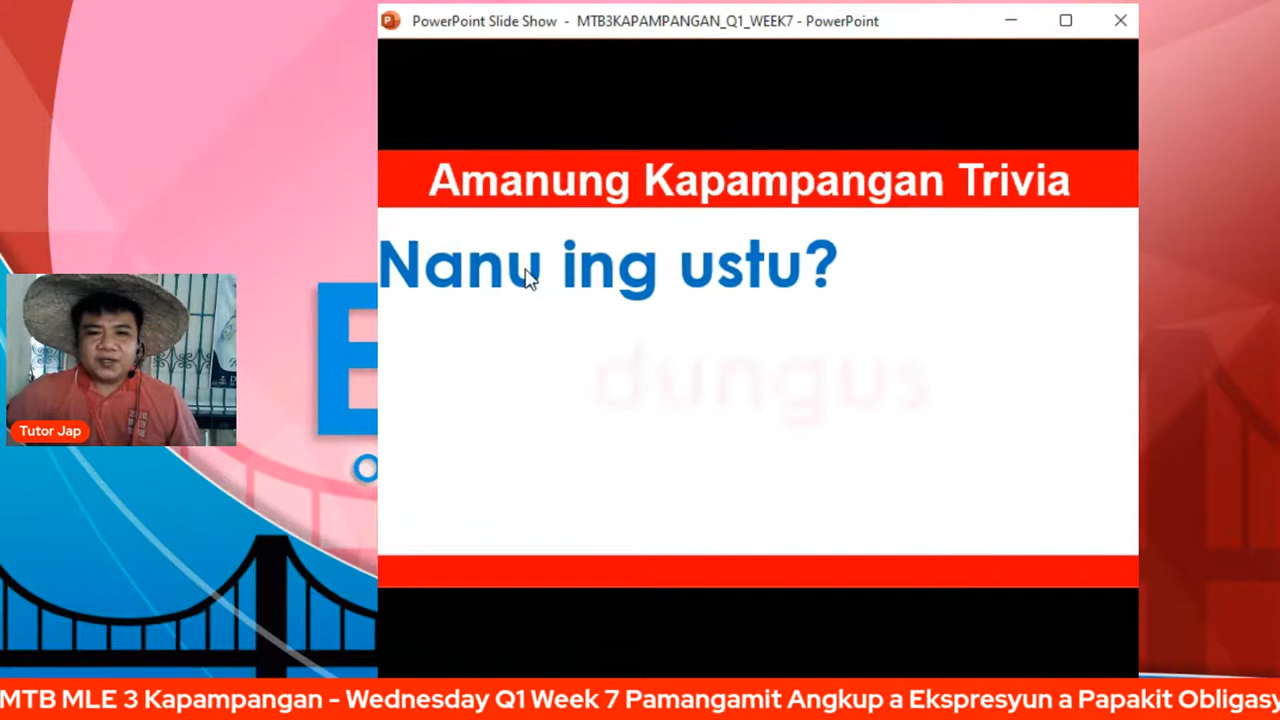 PowerPoint Slide Show - MTB3KAPAMPANGAN_Q1_WEEK7 - PowerPoint
Amanung Kapampangan Trivia
Nanu ing ustu?
dungus
Tutor Jap
MTB MLE 3 Kapampangan - Wednesday Q1 Week 7 Pamangamit Angkup a Ekspresyun a Papakit Obligasy